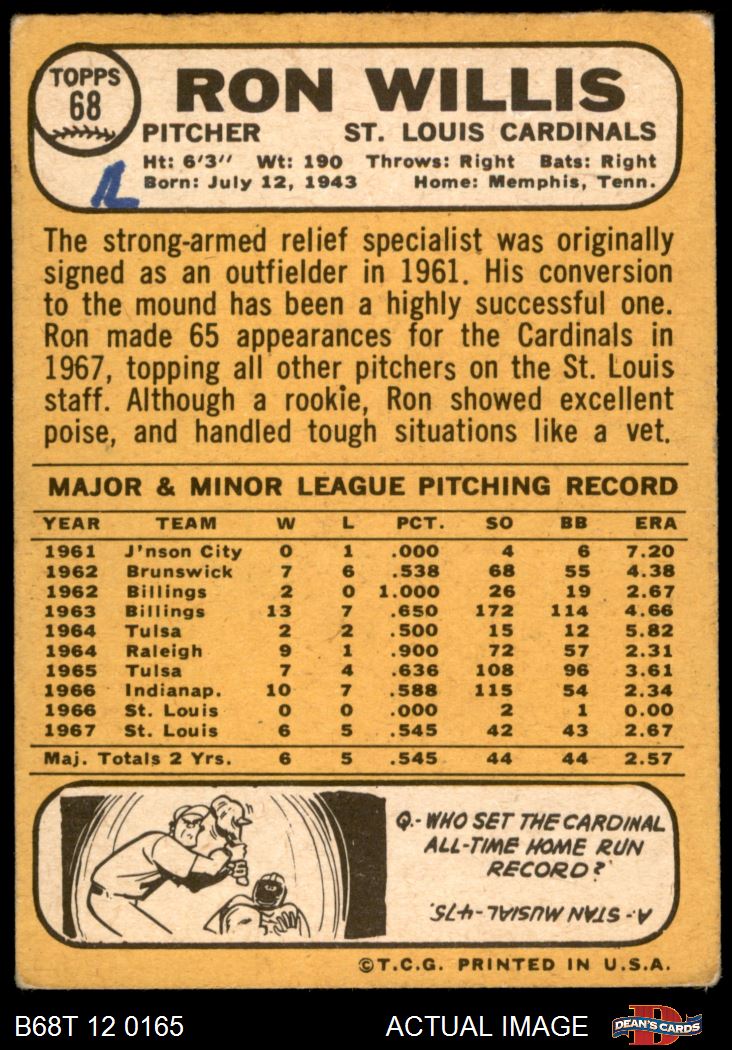 TOPPS
68
RON WILLIS
PITCHER ST. LOUIS CARDINALS
Ht: 6'3" Wt: 190 Throws: Right Bats: Right
Born: July 12, 1943 Home: Memphis, Tenn.
The strong-armed relief specialist was originally
signed as an outfielder in 1961. His conversion
to the mound has been a highly successful one.
Ron made 65 appearances for the Cardinals in
1967, topping all other pitchers on the St. Louis
staff. Although a rookie, Ron showed excellent
poise, and handled tough situations like a vet.
MAJOR & MINOR LEAGUE PITCHING RECORD
YEAR TEAM W L PCT. SO BB ERA
1961 J'nson City 0 1 .000 4 6 7.20
1962 Brunswick 7 6 .538 68 55 4.38
1962 Billings 2 0 1.000 26 19 2.67
1963 Billings 13 7 .650 172 114 4.66
1964 Tulsa 2 2 .500 15 12 5.82
1964 Raleigh 9 1 .900 72 57 2.31
1965 Tulsa 7 4 .636 108 96 3.61
1966 Indianap. 10 7 .588 115 54 2.34
1966 St. Louis 0 0 .000 2 1 0.00
1967 St. Louis 6 5 .545 42 43 2.67
Maj. Totals 2 Yrs. 6 5 .545 44 44 2.57
Q.- WHO SET THE CARDINAL
ALL-TIME HOME RUN
RECORD?
A.- STAN MUSIAL - 475.
©T.C.G. PRINTED IN U.S.A.
B68T 12 0165 ACTUAL IMAGE
D
DEAN'S CARDS